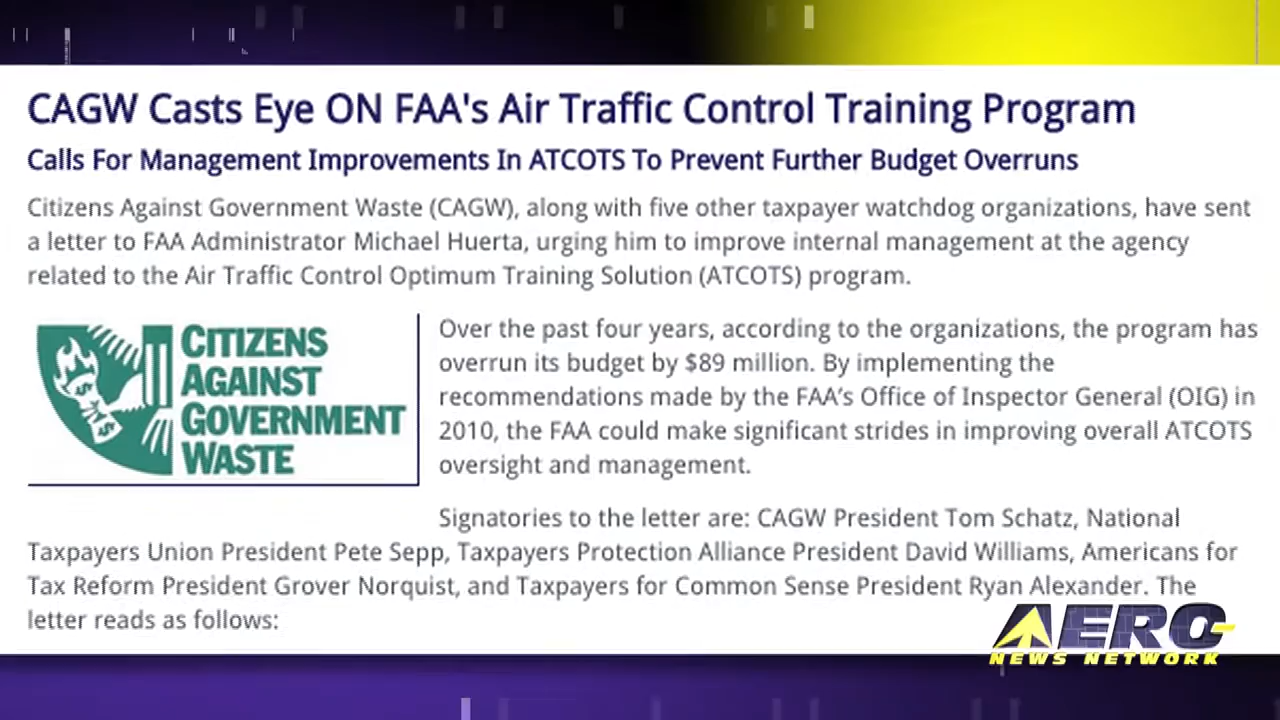 CAGW Casts Eye ON FAA's Air Traffic Control Training Program
Calls For Management Improvements In ATCOTS To Prevent Further Budget Overruns
Citizens Against Government Waste (CAGW), along with five other taxpayer watchdog organizations, have sent
a letter to FAA Administrator Michael Huerta, urging him to improve internal management at the agency
related to the Air Traffic Control Optimum Training Solution (ATCOTS) program.
CITIZENS
AGAINST
GOVERNMENT
WASTE
Over the past four years, according to the organizations, the program has
overrun its budget by $89 million. By implementing the
recommendations made by the FAA’s Office of Inspector General (OIG) in
2010, the FAA could make significant strides in improving overall ATCOTS
oversight and management.
Signatories to the letter are: CAGW President Tom Schatz, National
Taxpayers Union President Pete Sepp, Taxpayers Protection Alliance President David Williams, Americans for
Tax Reform President Grover Norquist, and Taxpayers for Common Sense President Ryan Alexander. The
letter reads as follows:
AERO
NEWS NETWORK